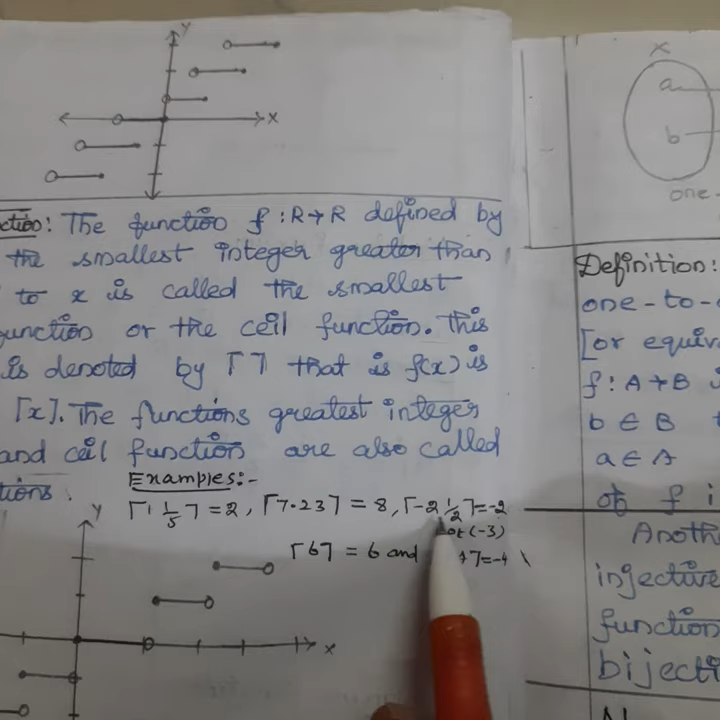 Y
X
ction: The function f : R→R defined by
the smallest integer greater than
to x is called the smallest
function or the ceil function. This
is denoted by ⌈ ⌉ that is f(x) is
⌈x⌉. The functions greatest integer
and ceil function are also called
tions.
Examples:-
⌈1 1/5⌉ = 2, ⌈7.23⌉ = 8, ⌈-2 1/2⌉ = -2
(-3)
⌈6⌉ = 6 and ⌉ = -4
Y
X
X
a
b
one
Definition:
one-to-
[or equiv
f : A→B i
b ∈ B
a ∈ A
of f i
Anoth
injective
function
bijecti